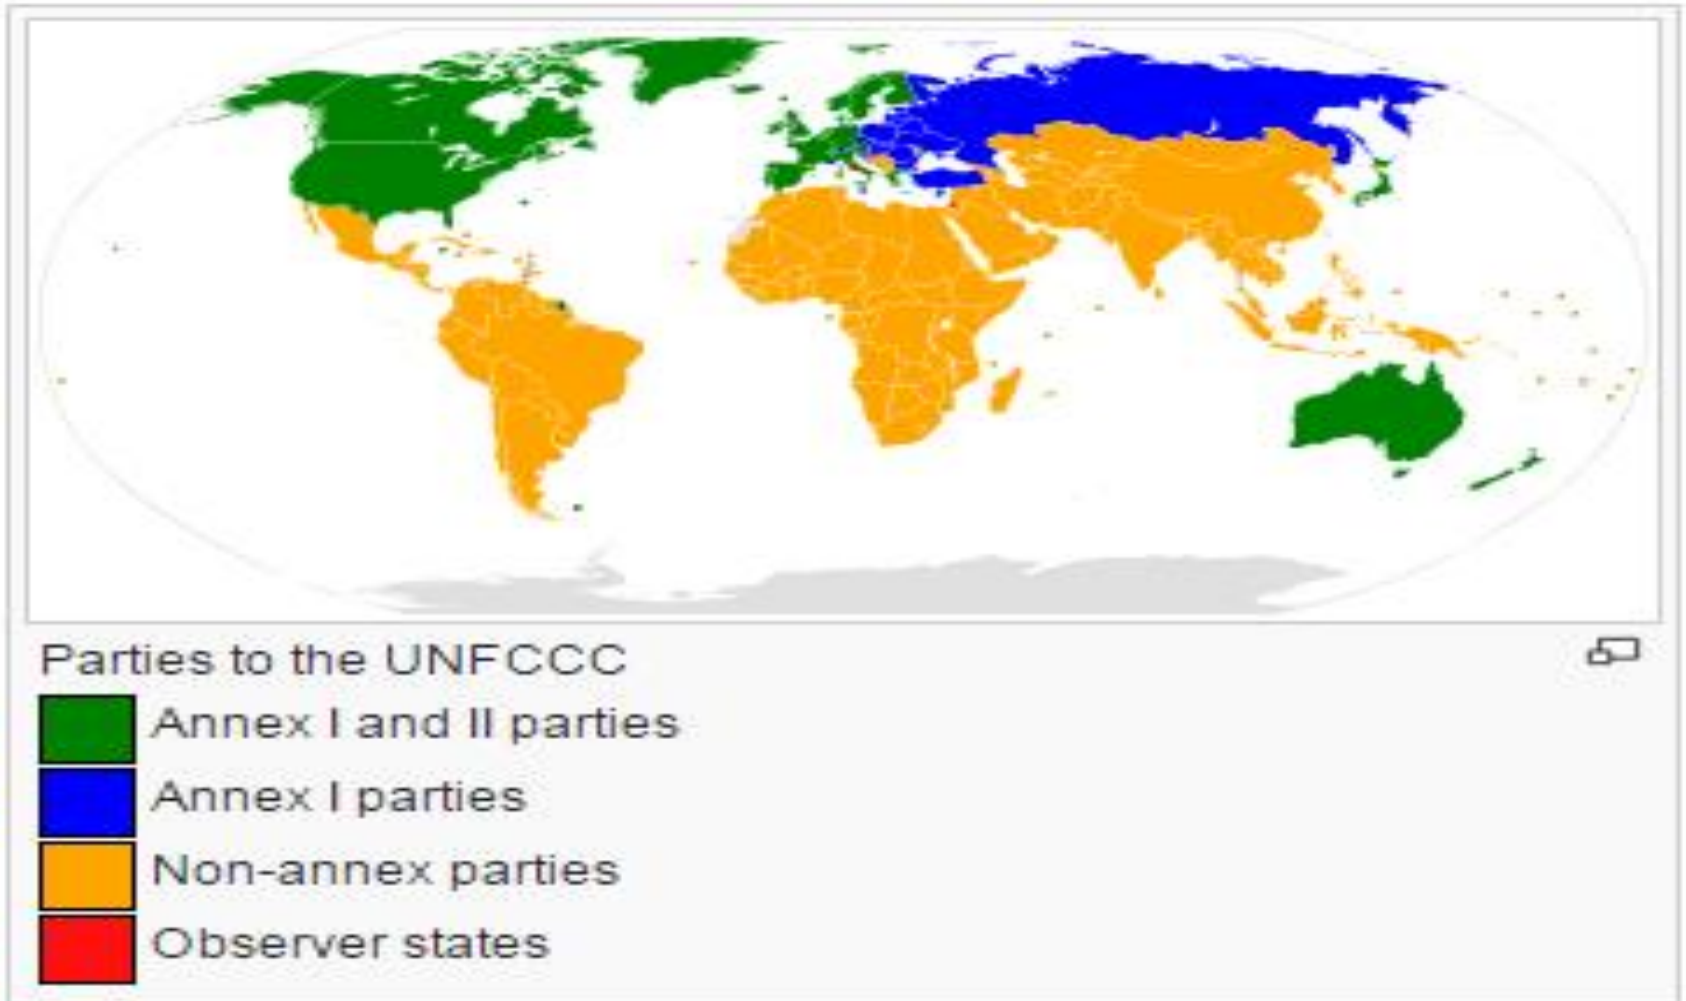 Parties to the UNFCCC
Annex I and II parties
Annex I parties
Non-annex parties
Observer states